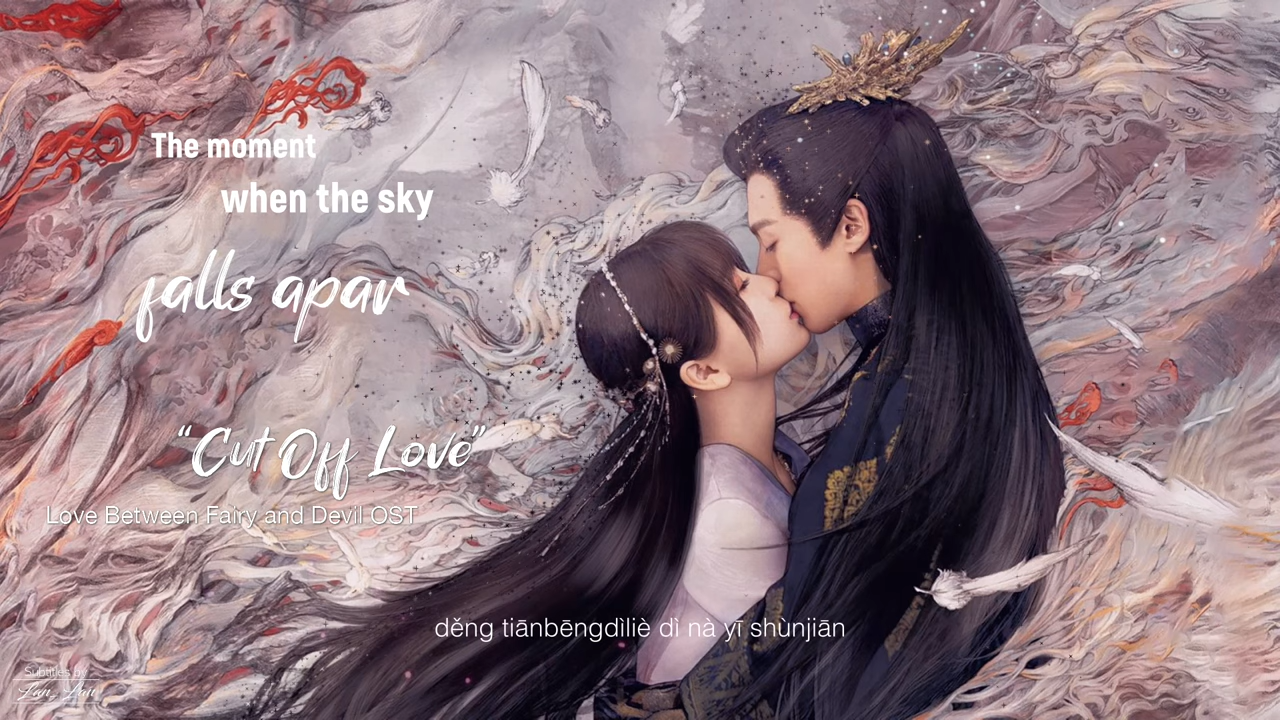 The moment
when the sky
falls apar
“Cut Off Love”
Love Between Fairy and Devil OST
děng tiānbēngdìliè dì nà yī shùnjiān
Subtitles by